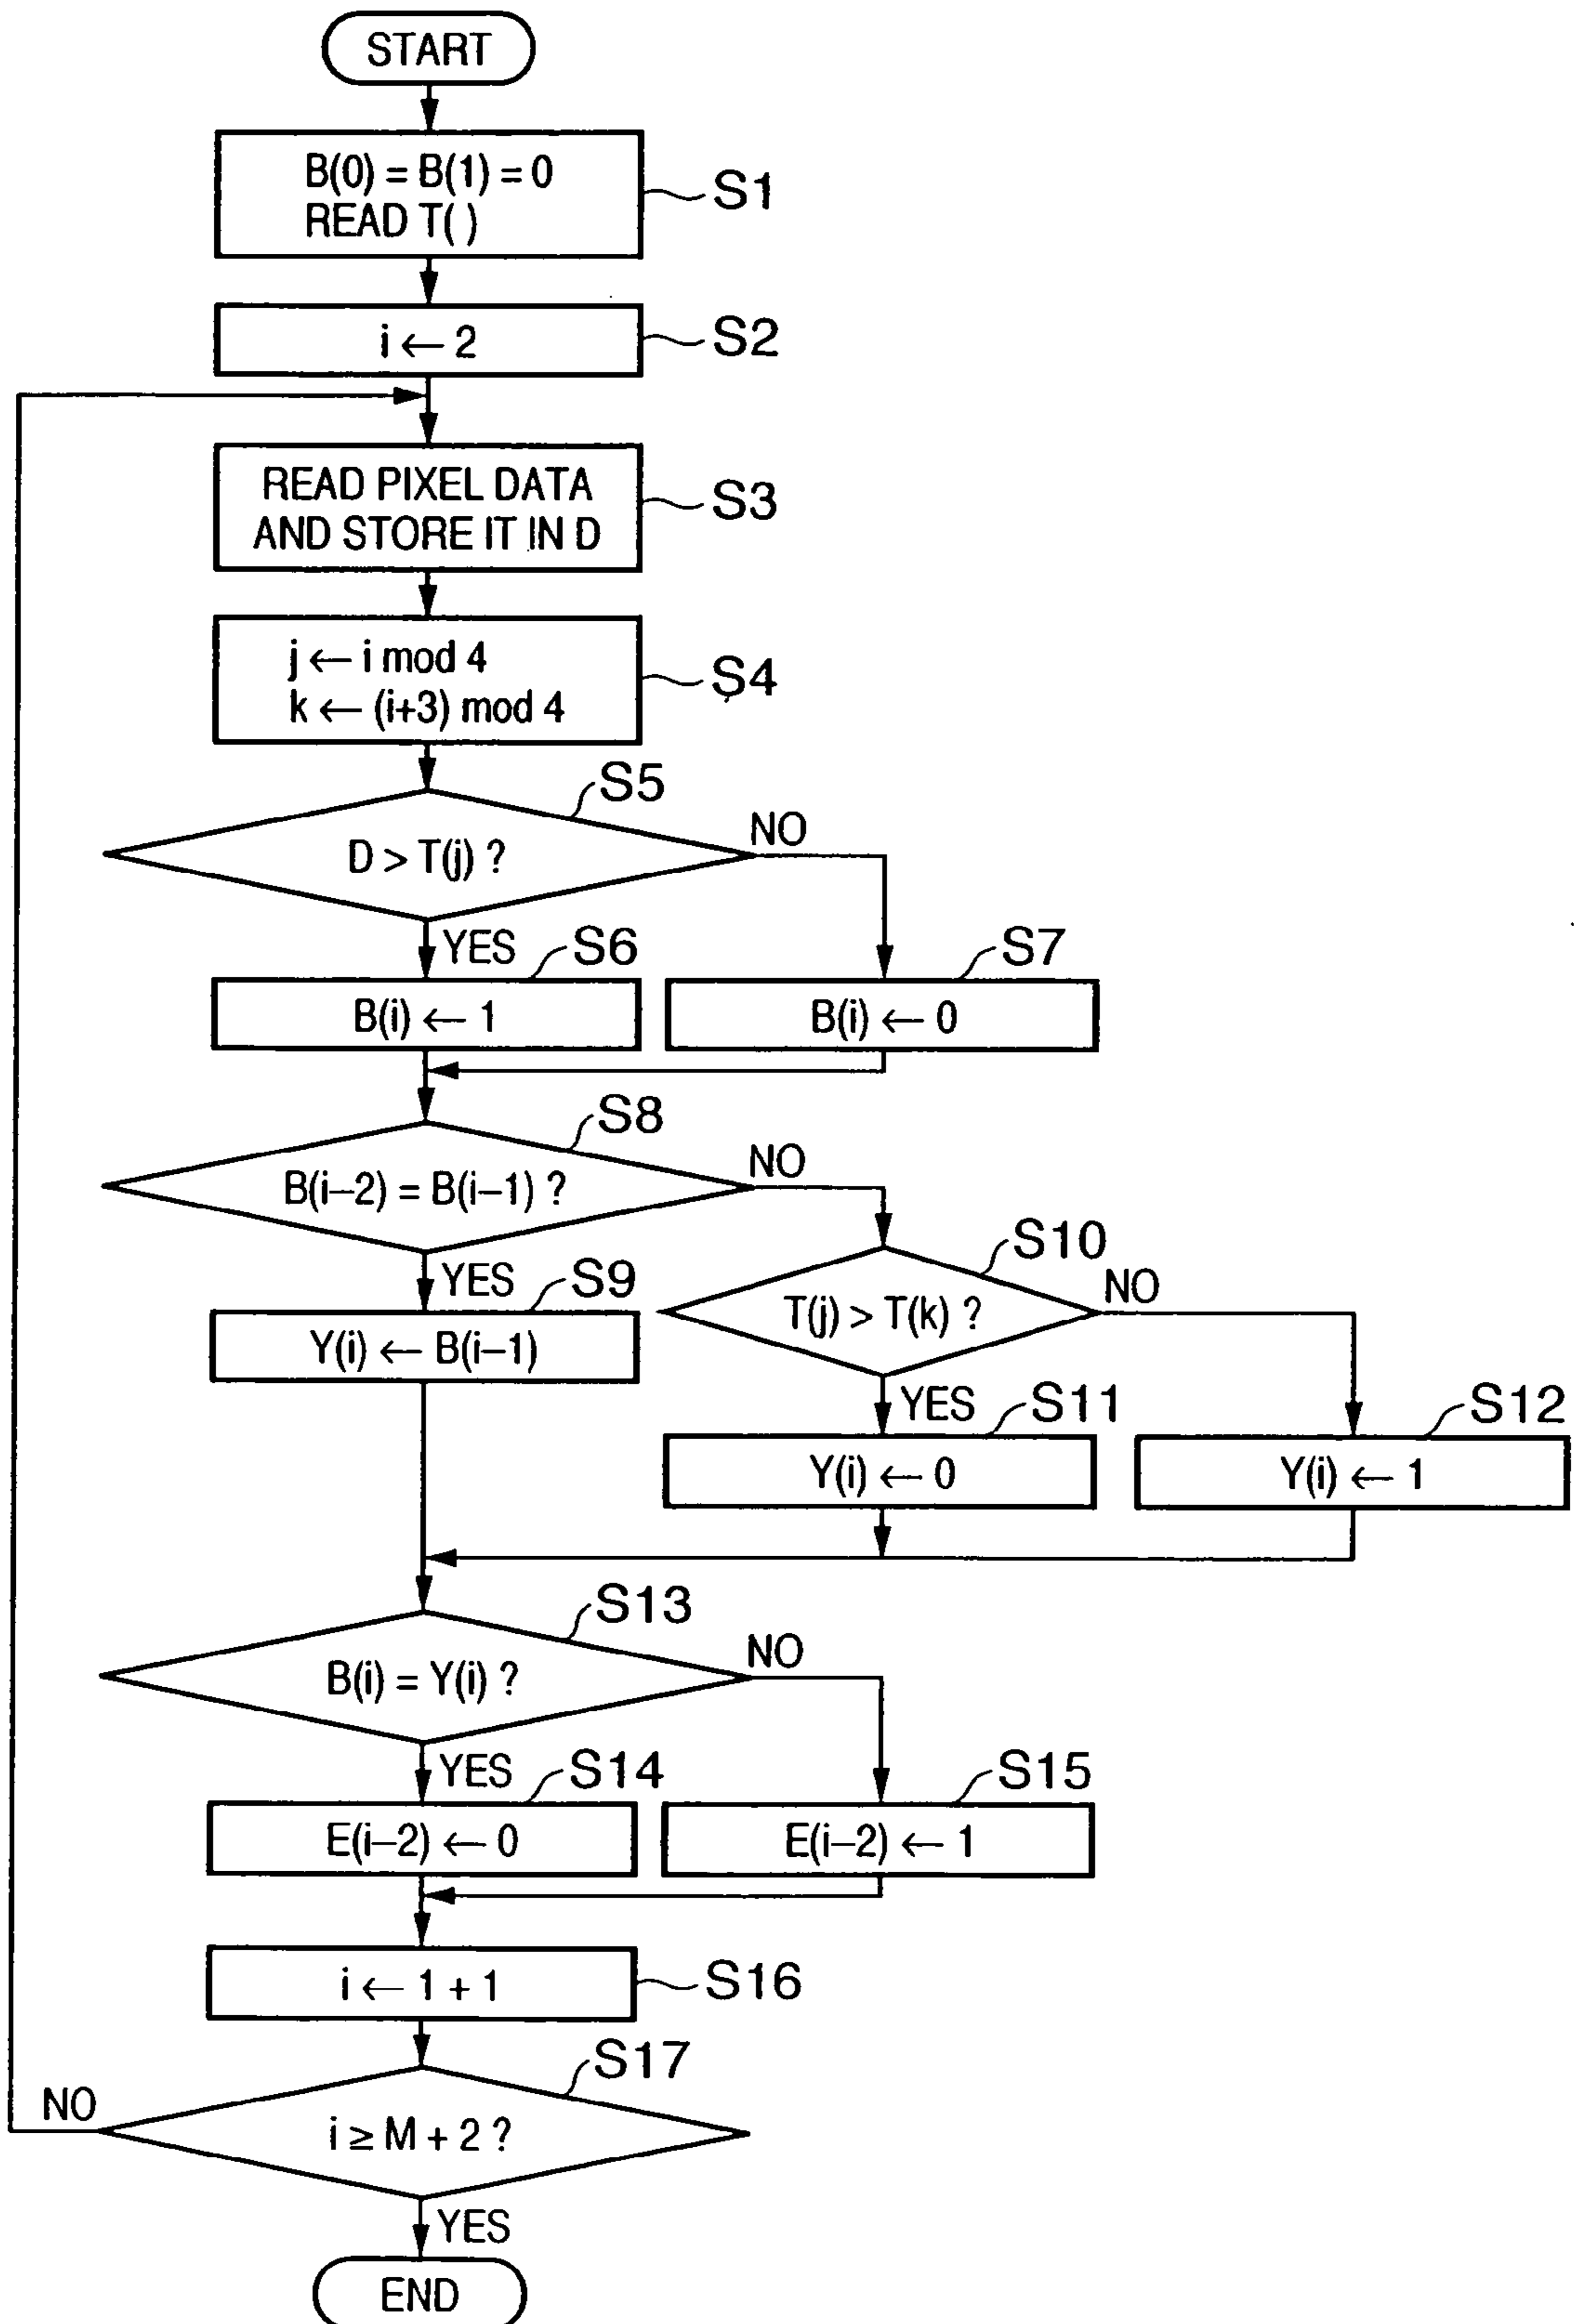 START
B(0) = B(1) = 0
READ T( )
S1
i ← 2
S2
READ PIXEL DATA
AND STORE IT IN D
S3
j ← i mod 4
k ← (i+3) mod 4
S4
S5
D > T(j) ?
NO
YES
S6
S7
B(i) ← 1
B(i) ← 0
S8
B(i–2) = B(i–1) ?
NO
YES
S9
S10
Y(i) ← B(i–1)
T(j) > T(k) ?
NO
YES
S11
S12
Y(i) ← 0
Y(i) ← 1
S13
B(i) = Y(i) ?
NO
YES
S14
S15
E(i–2) ← 0
E(i–2) ← 1
i ← 1 + 1
S16
S17
NO
i ≥ M + 2 ?
YES
END